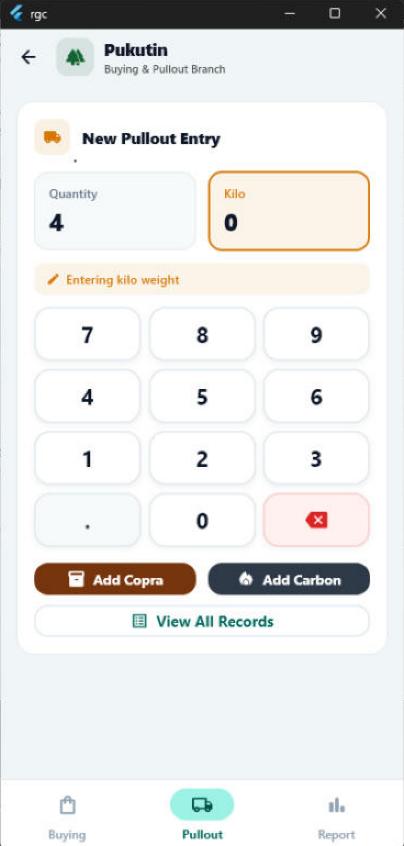 rgc
Pukutin
Buying & Pullout Branch
New Pullout Entry
Quantity
4
Kilo
0
Entering kilo weight
7 8 9
4 5 6
1 2 3
. 0
Add Copra
Add Carbon
View All Records
Buying
Pullout
Report